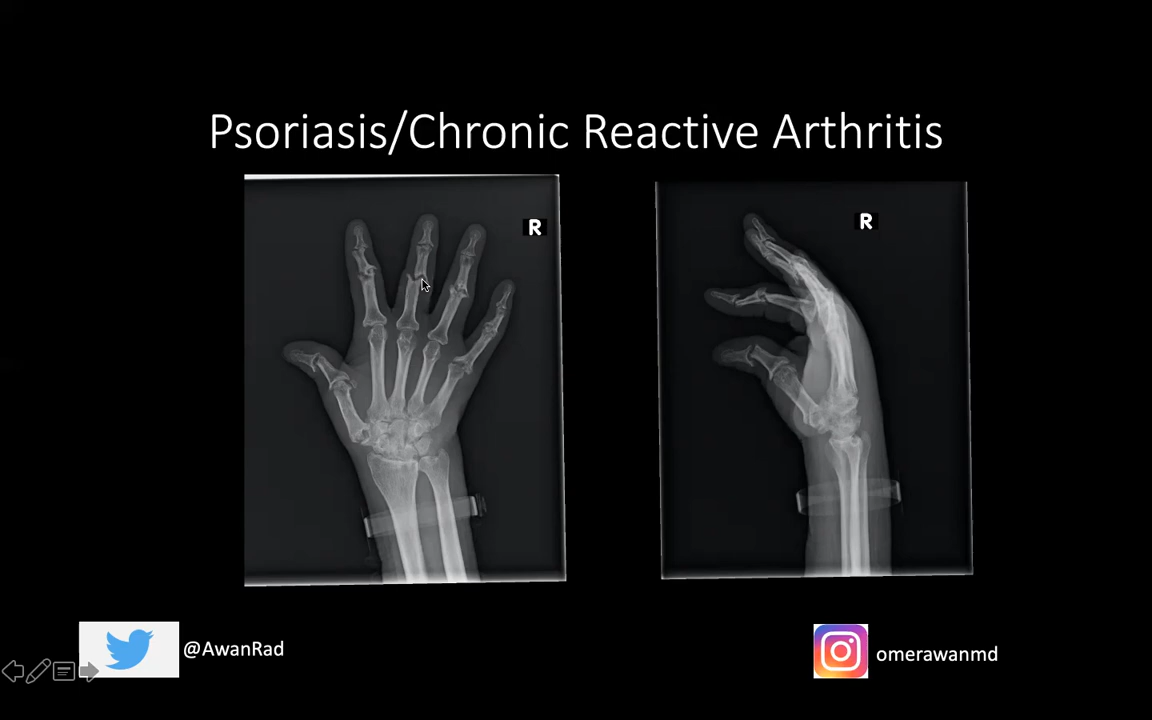 Psoriasis/Chronic Reactive Arthritis
R
R
@AwanRad
omerawanmd